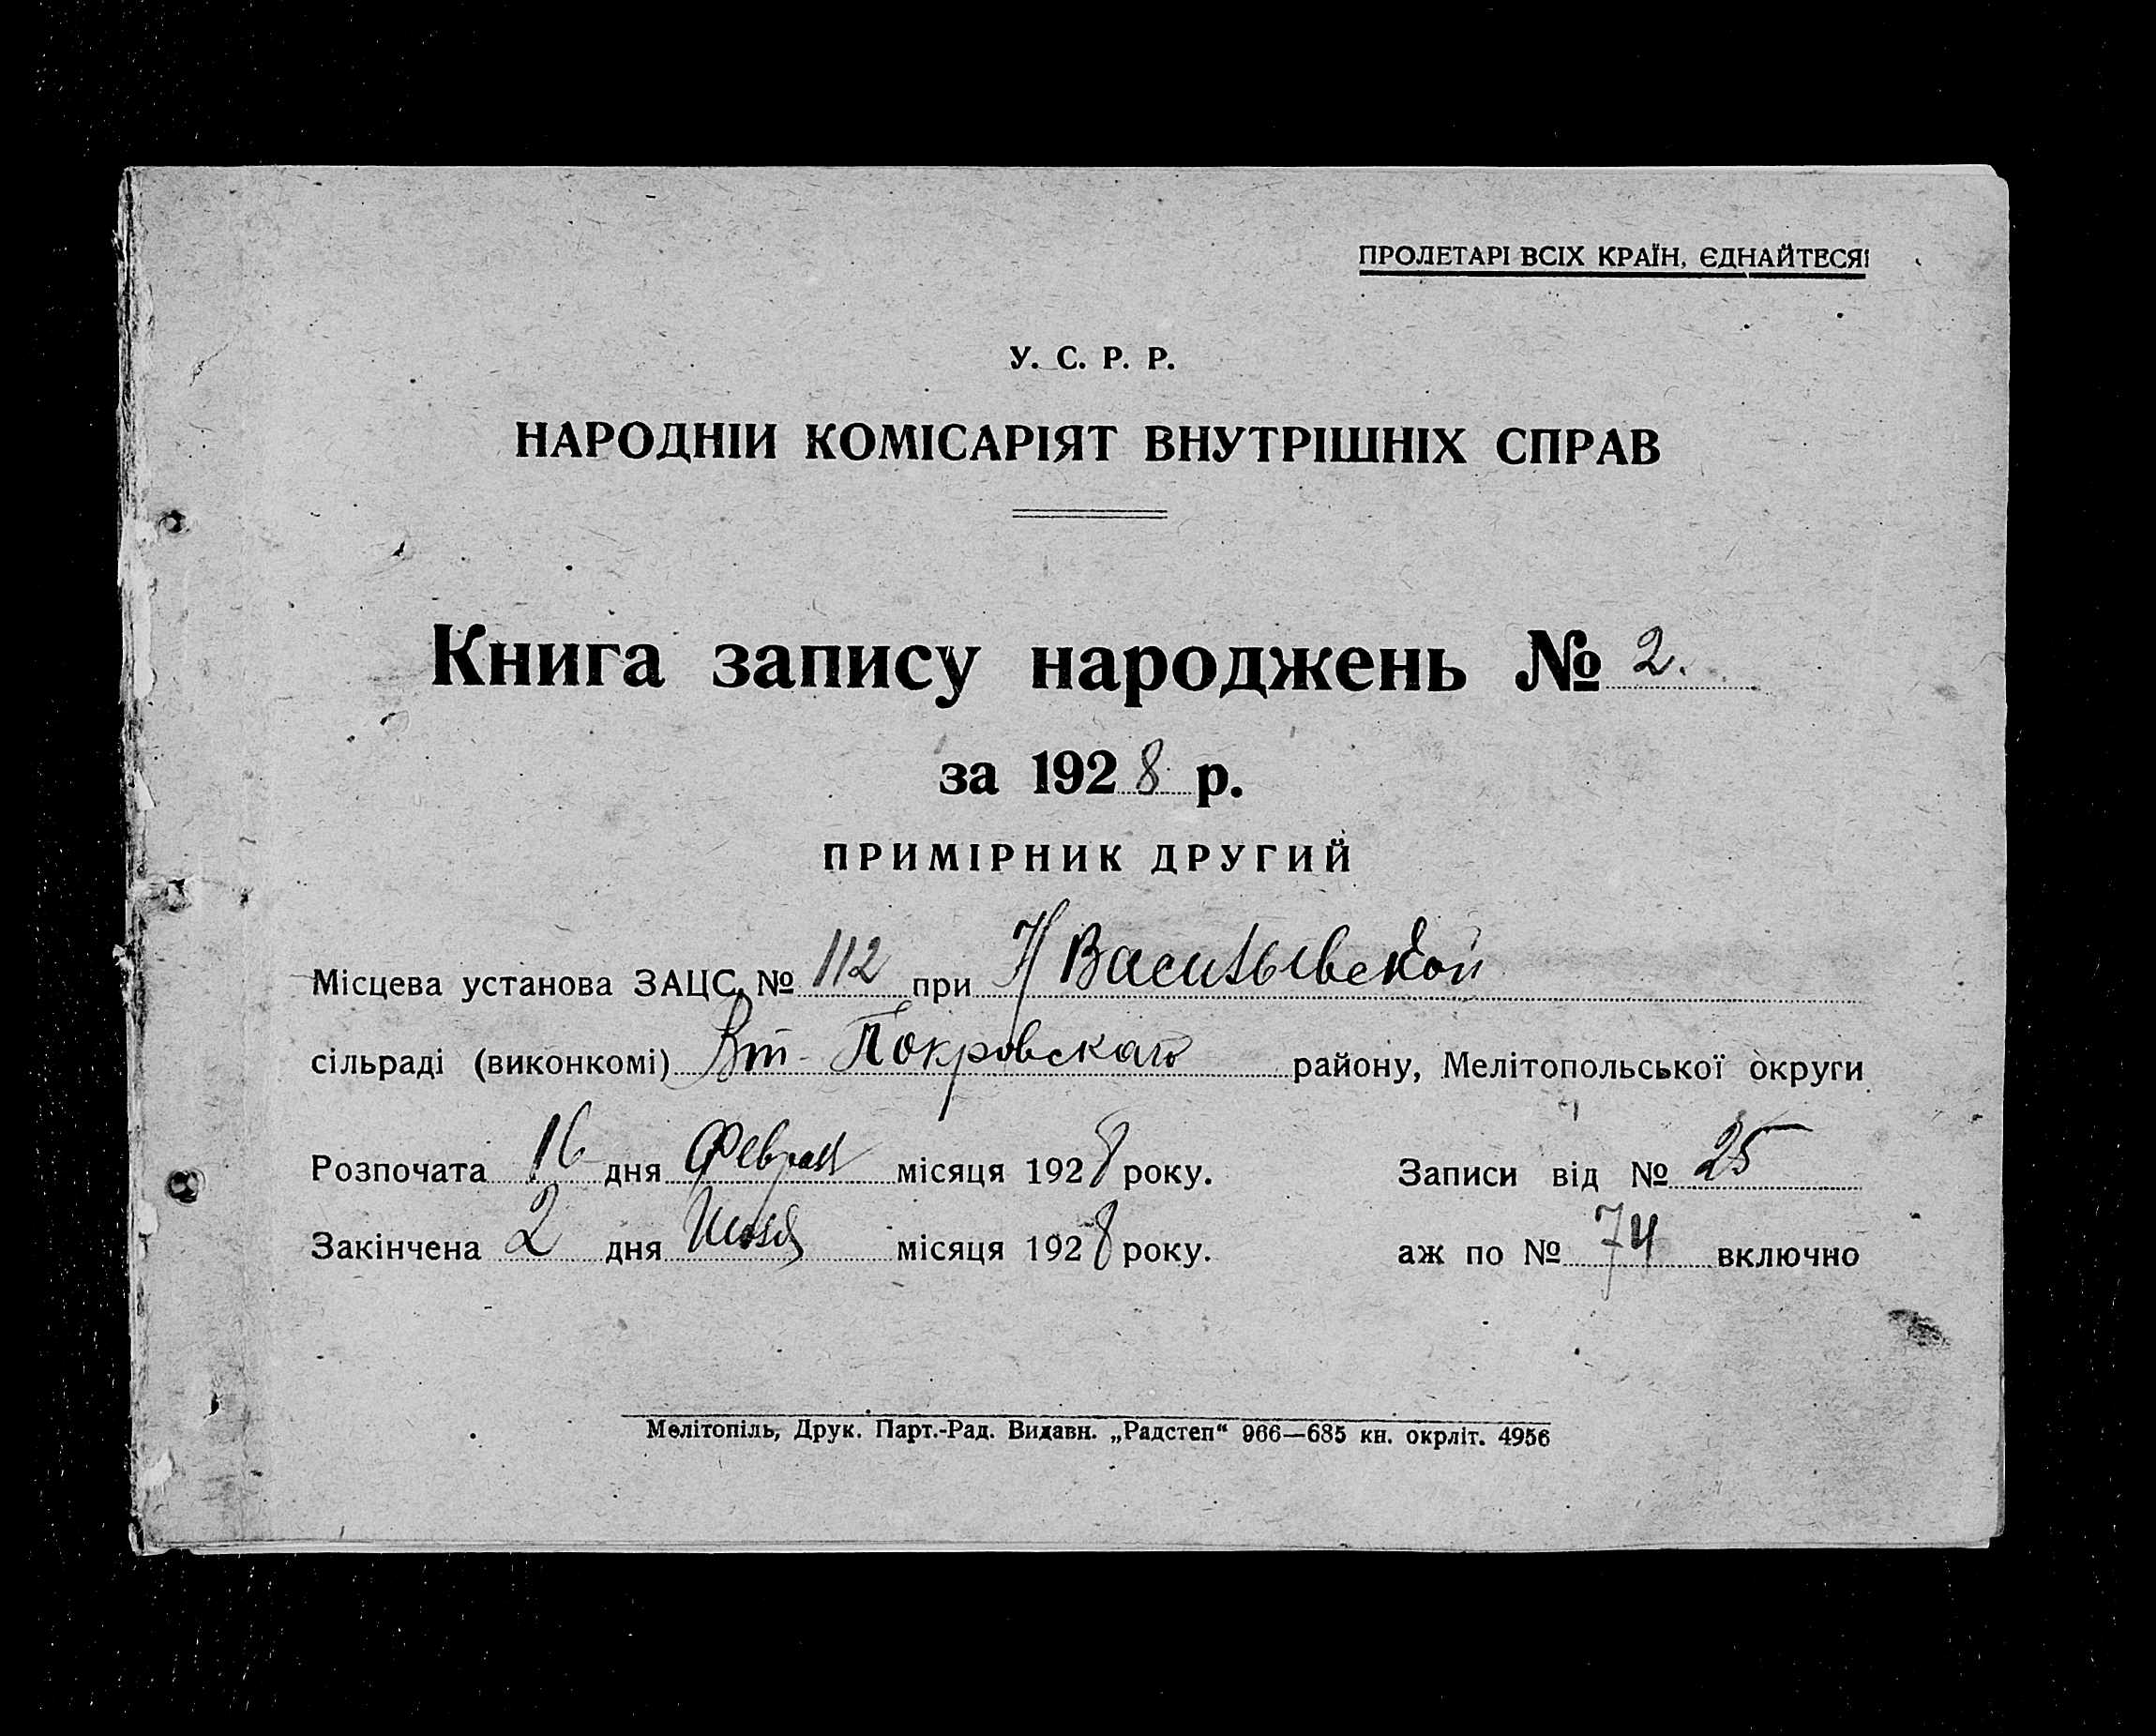 ПРОЛЕТАРІ ВСІХ КРАЇН, ЄДНАЙТЕСЯ!
У. С. Р. Р.
НАРОДНІИ КОМІСАРІЯТ ВНУТРІШНІХ СПРАВ
Книга запису народжень № 2.
за 1928 р.
ПРИМІРНИК ДРУГИЙ
Місцева установа ЗАЦС № 112 при Н Васильевской
сільраді (виконкомі) Вт-Покровскаго району, Мелітопольської округи
Розпочата 16 дня Февраля місяця 1928 року. Записи від № 25
Закінчена 2 дня Июля місяця 1928 року. аж по № 74 включно
Мелітопіль, Друк. Парт.-Рад. Видавн. „Радстеп“ 966—685 кн. окрліт. 4956